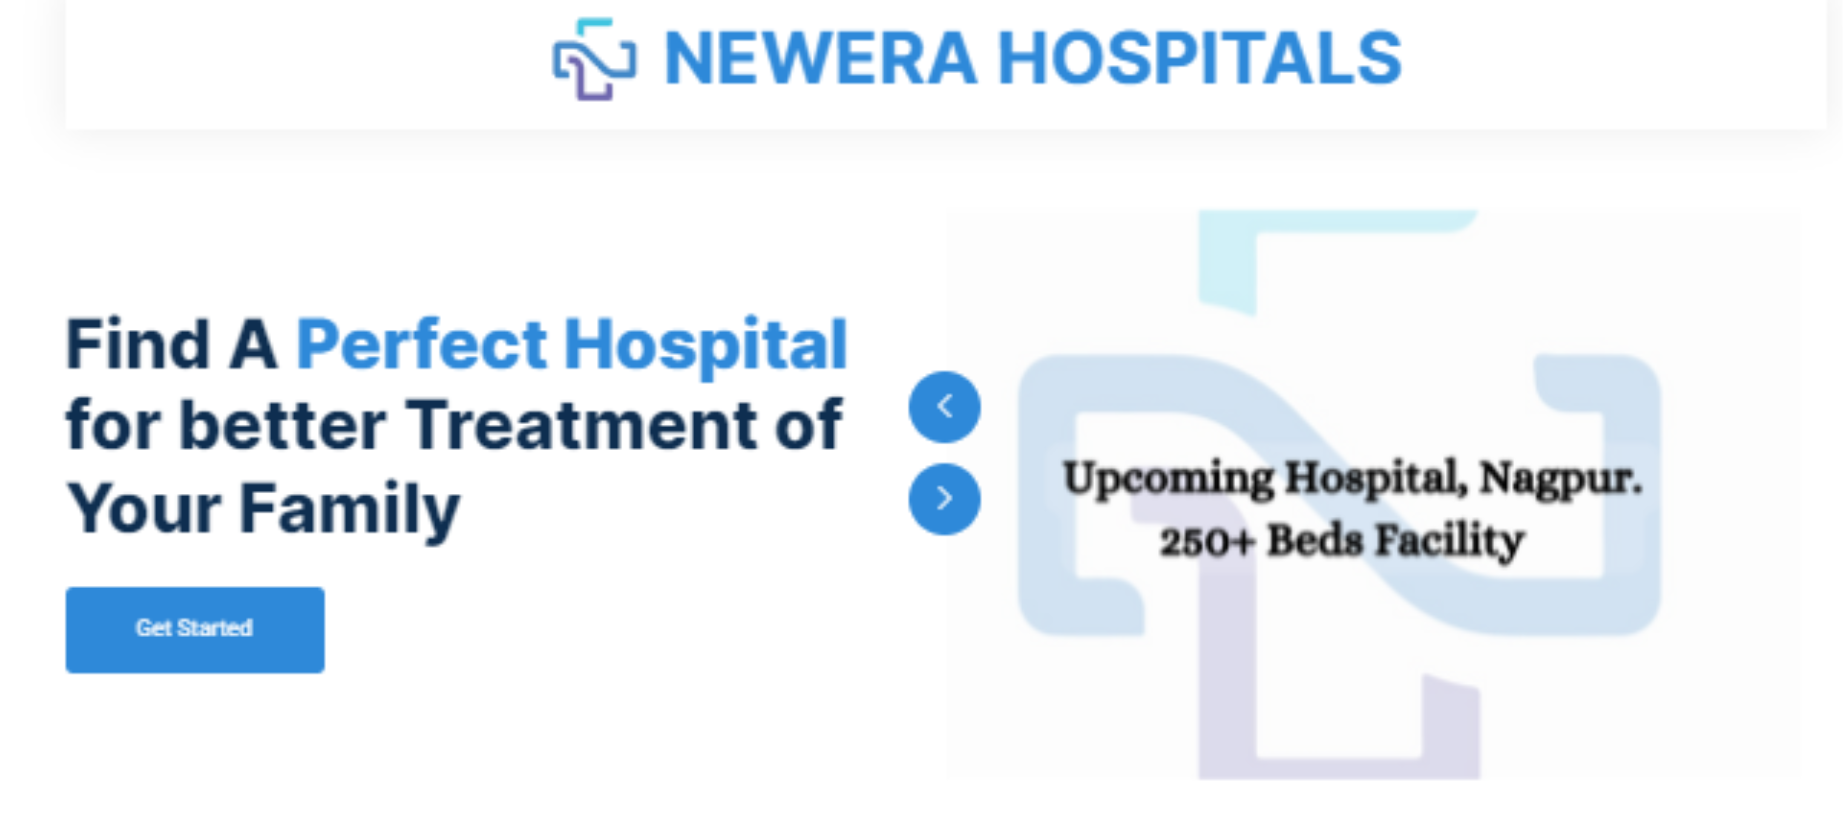 NEWERA HOSPITALS
Find A Perfect Hospital
for better Treatment of
Your Family
Get Started
Upcoming Hospital, Nagpur.
250+ Beds Facility